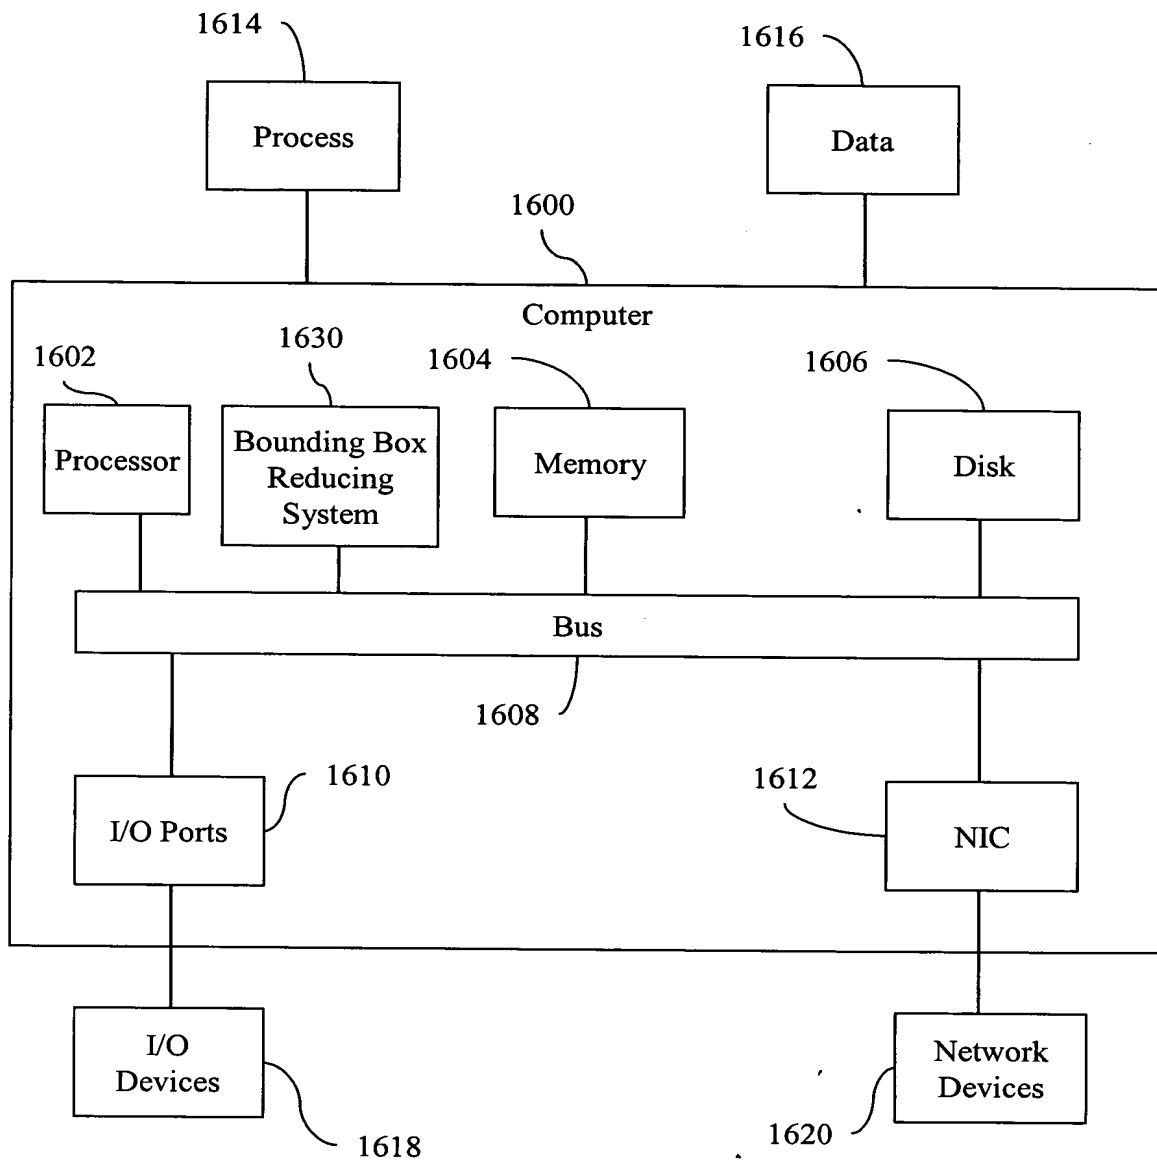 1614
1616
Process
Data
1600
Computer
1602
1630
1604
1606
Processor
Bounding Box
Reducing
System
Memory
Disk
Bus
1608
1610
1612
I/O Ports
NIC
I/O
Devices
Network
Devices
1618
1620